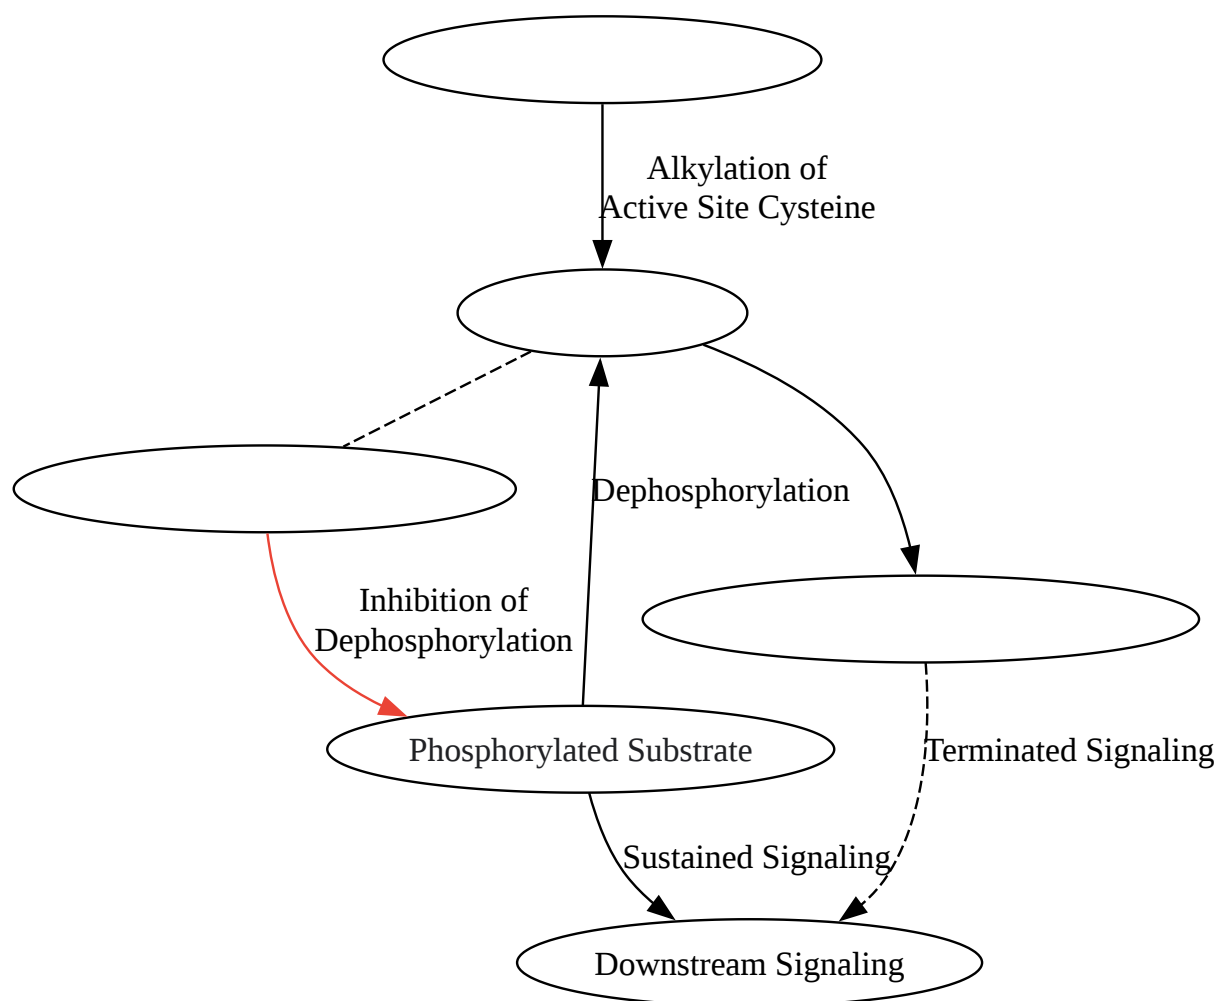 Alkylation of
Active Site Cysteine
Dephosphorylation
Inhibition of
Dephosphorylation
Phosphorylated Substrate
Terminated Signaling
Sustained Signaling
Downstream Signaling